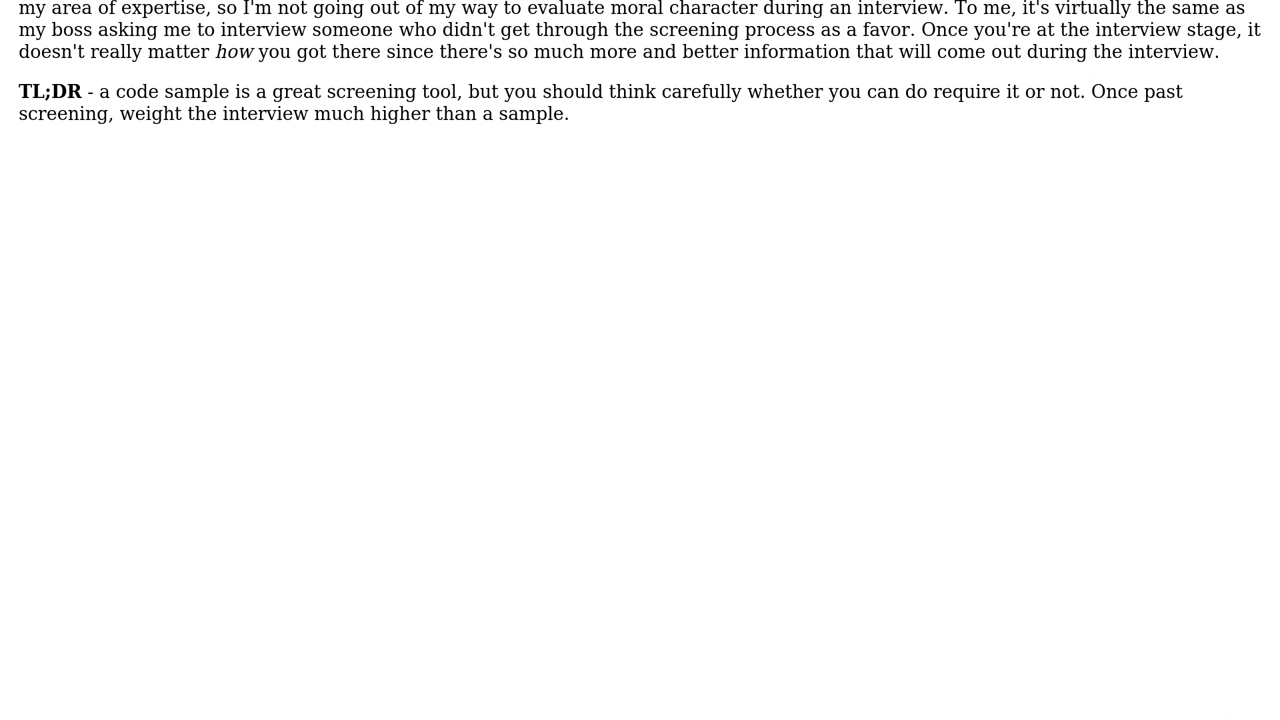 my area of expertise, so I'm not going out of my way to evaluate moral character during an interview. To me, it's virtually the same as
my boss asking me to interview someone who didn't get through the screening process as a favor. Once you're at the interview stage, it
doesn't really matter how you got there since there's so much more and better information that will come out during the interview.
TL;DR - a code sample is a great screening tool, but you should think carefully whether you can do require it or not. Once past
screening, weight the interview much higher than a sample.